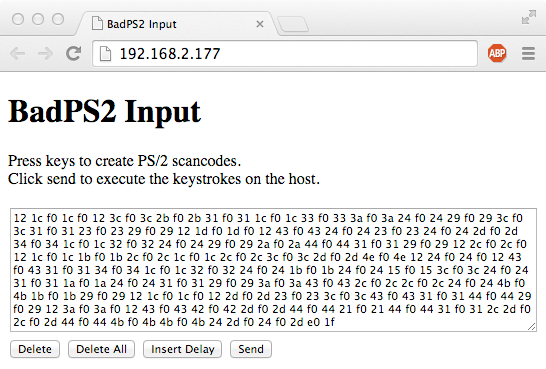 BadPS2 Input
192.168.2.177
ABP
BadPS2 Input
Press keys to create PS/2 scancodes.
Click send to execute the keystrokes on the host.
12 1c f0 1c f0 12 3c f0 3c 2b f0 2b 31 f0 31 1c f0 1c 33 f0 33 3a f0 3a 24 f0 24 29 f0 29 3c f0
3c 31 f0 31 23 f0 23 29 f0 29 12 1d f0 1d f0 12 43 f0 43 24 f0 24 23 f0 23 24 f0 24 2d f0 2d
34 f0 34 1c f0 1c 32 f0 32 24 f0 24 29 f0 29 2a f0 2a 44 f0 44 31 f0 31 29 f0 29 12 2c f0 2c f0
12 1c f0 1c 1b f0 1b 2c f0 2c 1c f0 1c 2c f0 2c 3c f0 3c 2d f0 2d 4e f0 4e 12 24 f0 24 f0 12
43 f0 43 31 f0 31 34 f0 34 1c f0 1c 32 f0 32 24 f0 24 1b f0 1b 24 f0 24 15 f0 15 3c f0 3c 24 f0 24
31 f0 31 1a f0 1a 24 f0 24 31 f0 31 29 f0 29 3a f0 3a 43 f0 43 2c f0 2c 2c f0 2c 24 f0 24 4b f0
4b 1b f0 1b 29 f0 29 12 1c f0 1c f0 12 2d f0 2d 23 f0 23 3c f0 3c 43 f0 43 31 f0 31 44 f0 44 29
f0 29 12 3a f0 3a f0 12 43 f0 43 42 f0 42 2d f0 2d 44 f0 44 21 f0 21 44 f0 44 31 f0 31 2c 2d f0
2c f0 2d 44 f0 44 4b f0 4b 4b f0 4b 24 2d f0 24 f0 2d e0 1f
Delete
Delete All
Insert Delay
Send